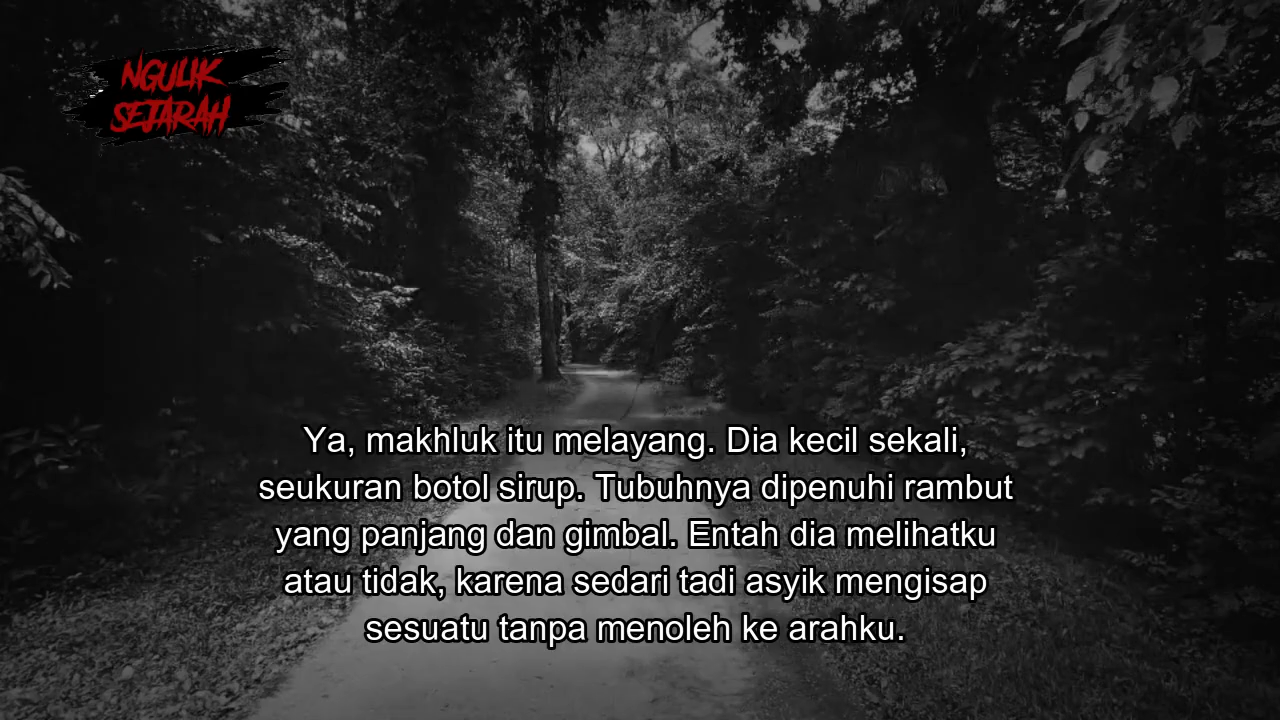 NGULIK
SEJARAH
Ya, makhluk itu melayang. Dia kecil sekali,
seukuran botol sirup. Tubuhnya dipenuhi rambut
yang panjang dan gimbal. Entah dia melihatku
atau tidak, karena sedari tadi asyik mengisap
sesuatu tanpa menoleh ke arahku.